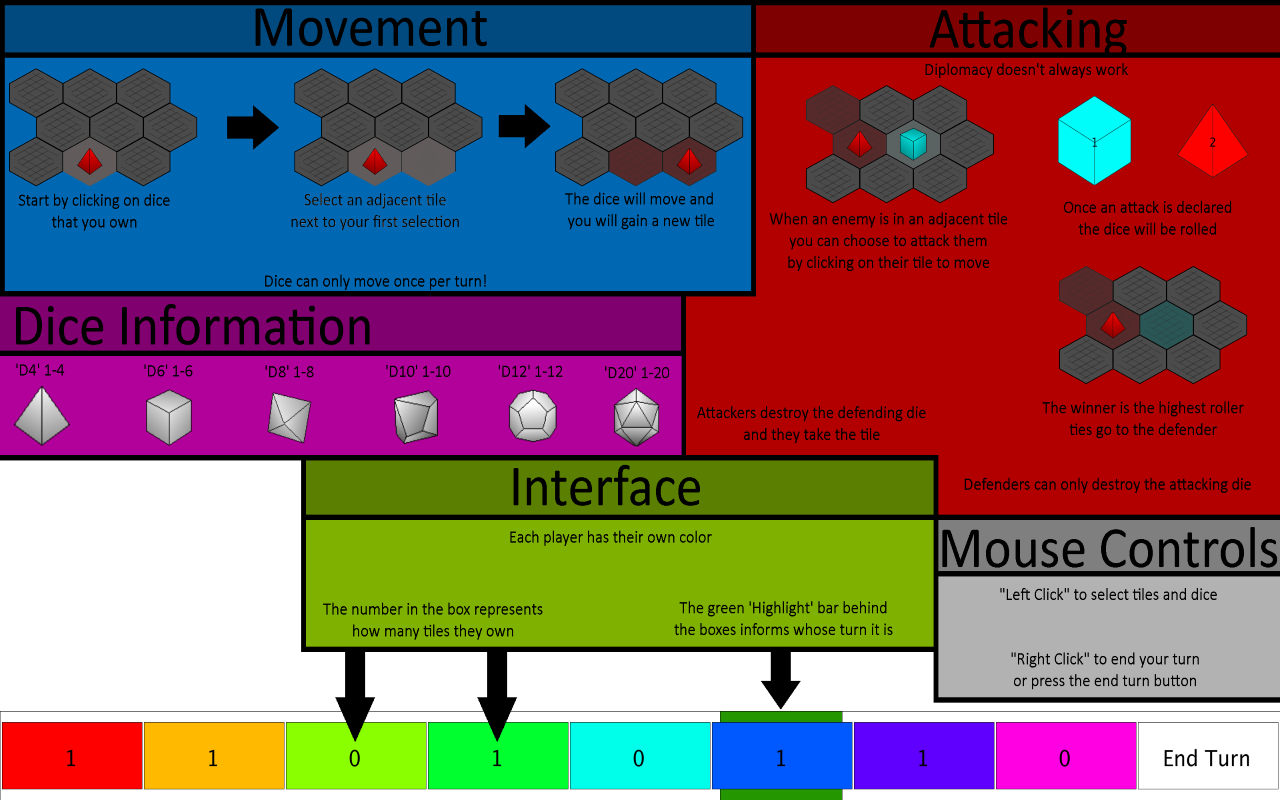 Movement
Start by clicking on dice
that you own
Select an adjacent tile
next to your first selection
The dice will move and
you will gain a new tile
Dice can only move once per turn!
Attacking
Diplomacy doesn't always work
When an enemy is in an adjacent tile
you can choose to attack them
by clicking on their tile to move
1
2
Once an attack is declared
the dice will be rolled
The winner is the highest roller
ties go to the defender
Attackers destroy the defending die
and they take the tile
Defenders can only destroy the attacking die
Dice Information
'D4' 1-4
'D6' 1-6
'D8' 1-8
'D10' 1-10
'D12' 1-12
'D20' 1-20
Interface
Each player has their own color
The number in the box represents
how many tiles they own
The green 'Highlight' bar behind
the boxes informs whose turn it is
Mouse Controls
"Left Click" to select tiles and dice
"Right Click" to end your turn
or press the end turn button
1
1
0
1
0
1
1
0
End Turn